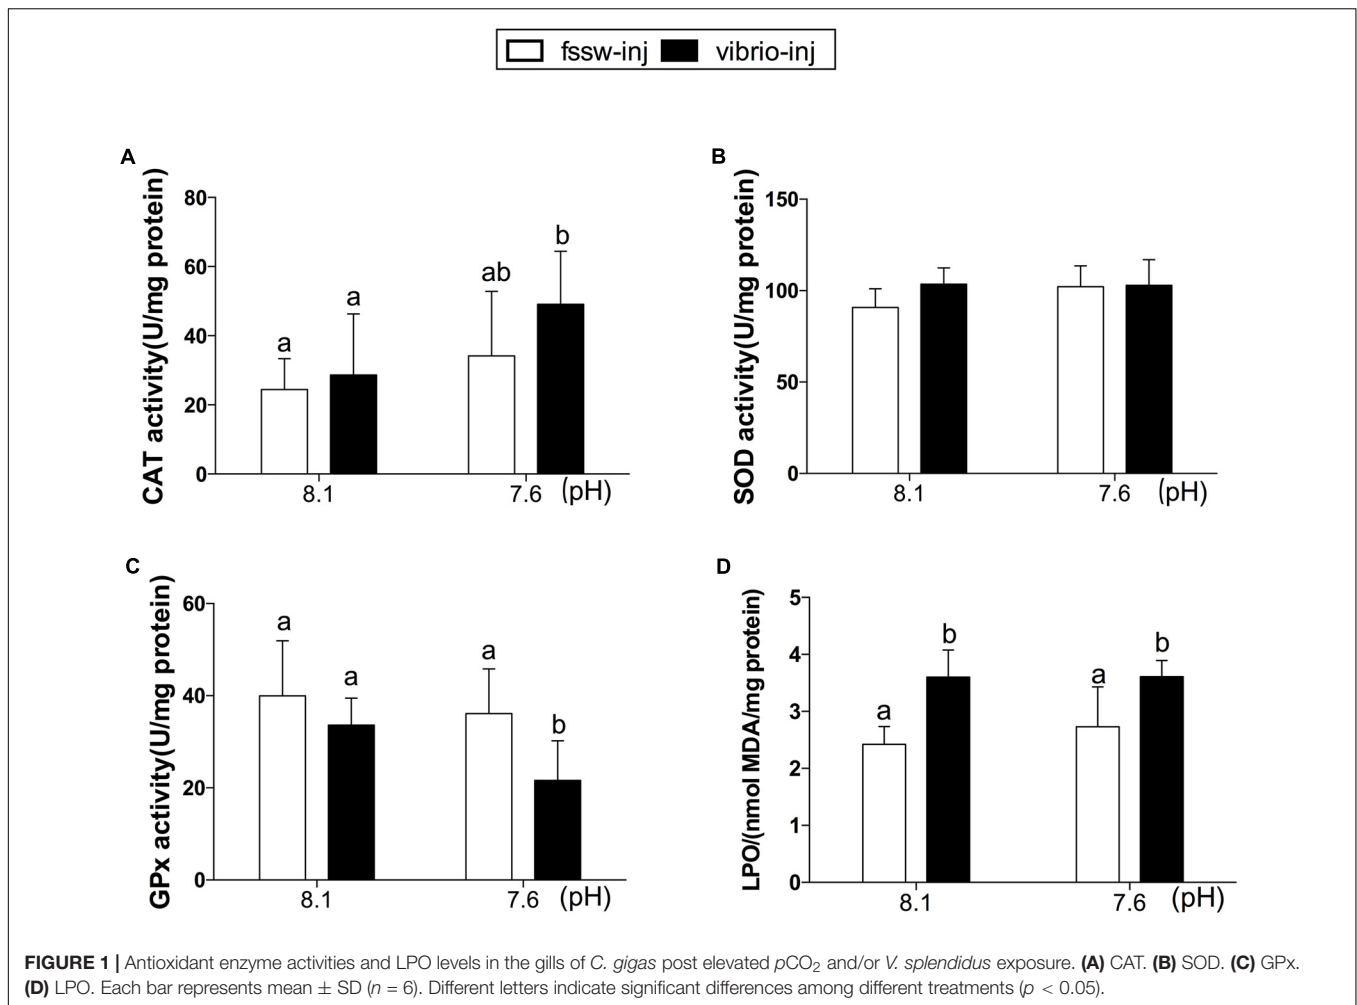 fssw-inj vibrio-inj
A
CAT activity(U/mg protein)
80
60
40
20
0
a
a
ab
b
8.1
7.6
(pH)
B
SOD activity(U/mg protein)
150
100
50
0
8.1
7.6
(pH)
C
GPx activity(U/mg protein)
60
40
20
0
a
a
a
b
8.1
7.6
(pH)
D
LPO/(nmol MDA/mg protein)
5
4
3
2
1
0
a
b
a
b
8.1
7.6
(pH)
FIGURE 1 | Antioxidant enzyme activities and LPO levels in the gills of C. gigas post elevated pCO₂ and/or V. splendidus exposure. (A) CAT. (B) SOD. (C) GPx.
(D) LPO. Each bar represents mean ± SD (n = 6). Different letters indicate significant differences among different treatments (p < 0.05).